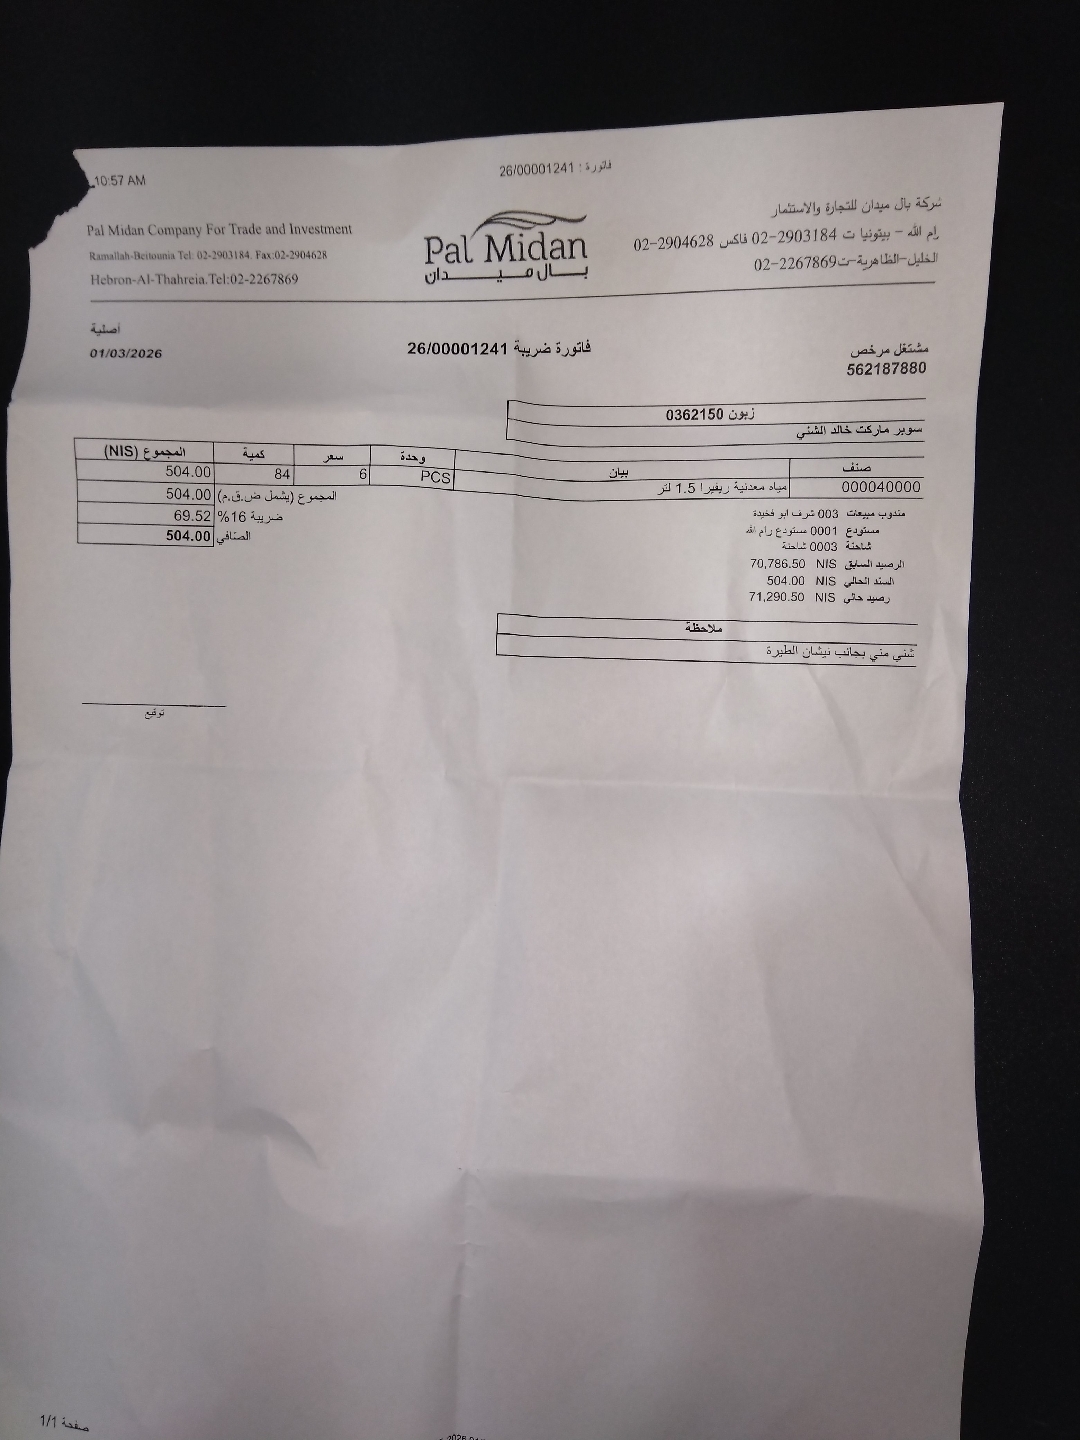 10:57 AM
فاتورة : 26/00001241
Pal Midan Company For Trade and Investment
Ramallah-Beitounia Tel: 02-2903184. Fax:02-2904628
Hebron-Al-Thahreia.Tel:02-2267869
Pal Midan
بال ميدان
شركة بال ميدان للتجارة والاستثمار
رام الله - بيتونيا ت 02-2903184 فاكس 02-2904628
الخليل-الظاهرية-ت02-2267869
أصلية
01/03/2026
فاتورة ضريبة 26/00001241
مشتغل مرخص
562187880
زبون 0362150
سوبر ماركت خالد الشني
صنف بيان وحدة سعر كمية المجموع (NIS)
000040000 مياه معدنية ريفيرا 1.5 لتر PCS 6 84 504.00
المجموع (يشمل ض.ق.م) 504.00
ضريبة 16% 69.52
الصافي 504.00
مندوب مبيعات 003 شرف ابو فخيدة
مستودع 0001 مستودع رام الله
شاحنة 0003 شاحنة
الرصيد السابق NIS 70,786.50
السند الحالي NIS 504.00
رصيد حالي NIS 71,290.50
ملاحظة
شني مني بجانب نيشان الطيرة
توقيع
صفحة 1/1